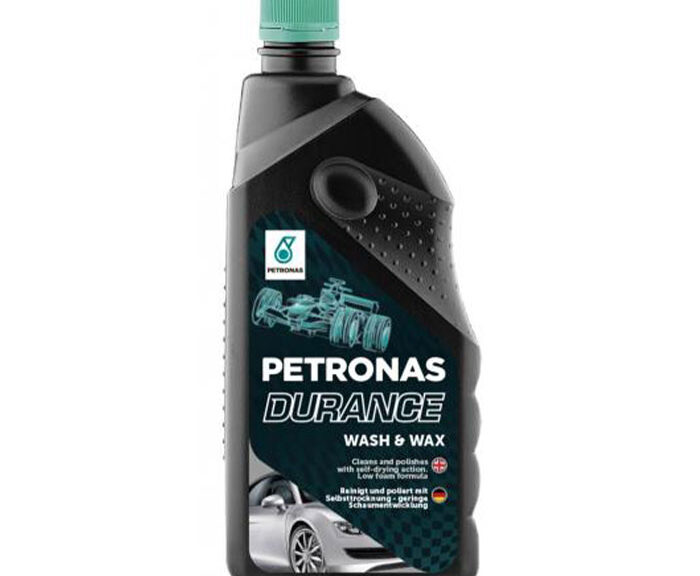 PETRONAS
PETRONAS
DURANCE
WASH & WAX
Cleans and polishes
with self-drying action.
Low foam formula
Reinigt und poliert mit
Selbsttrocknung - geringe
Schaumentwicklung